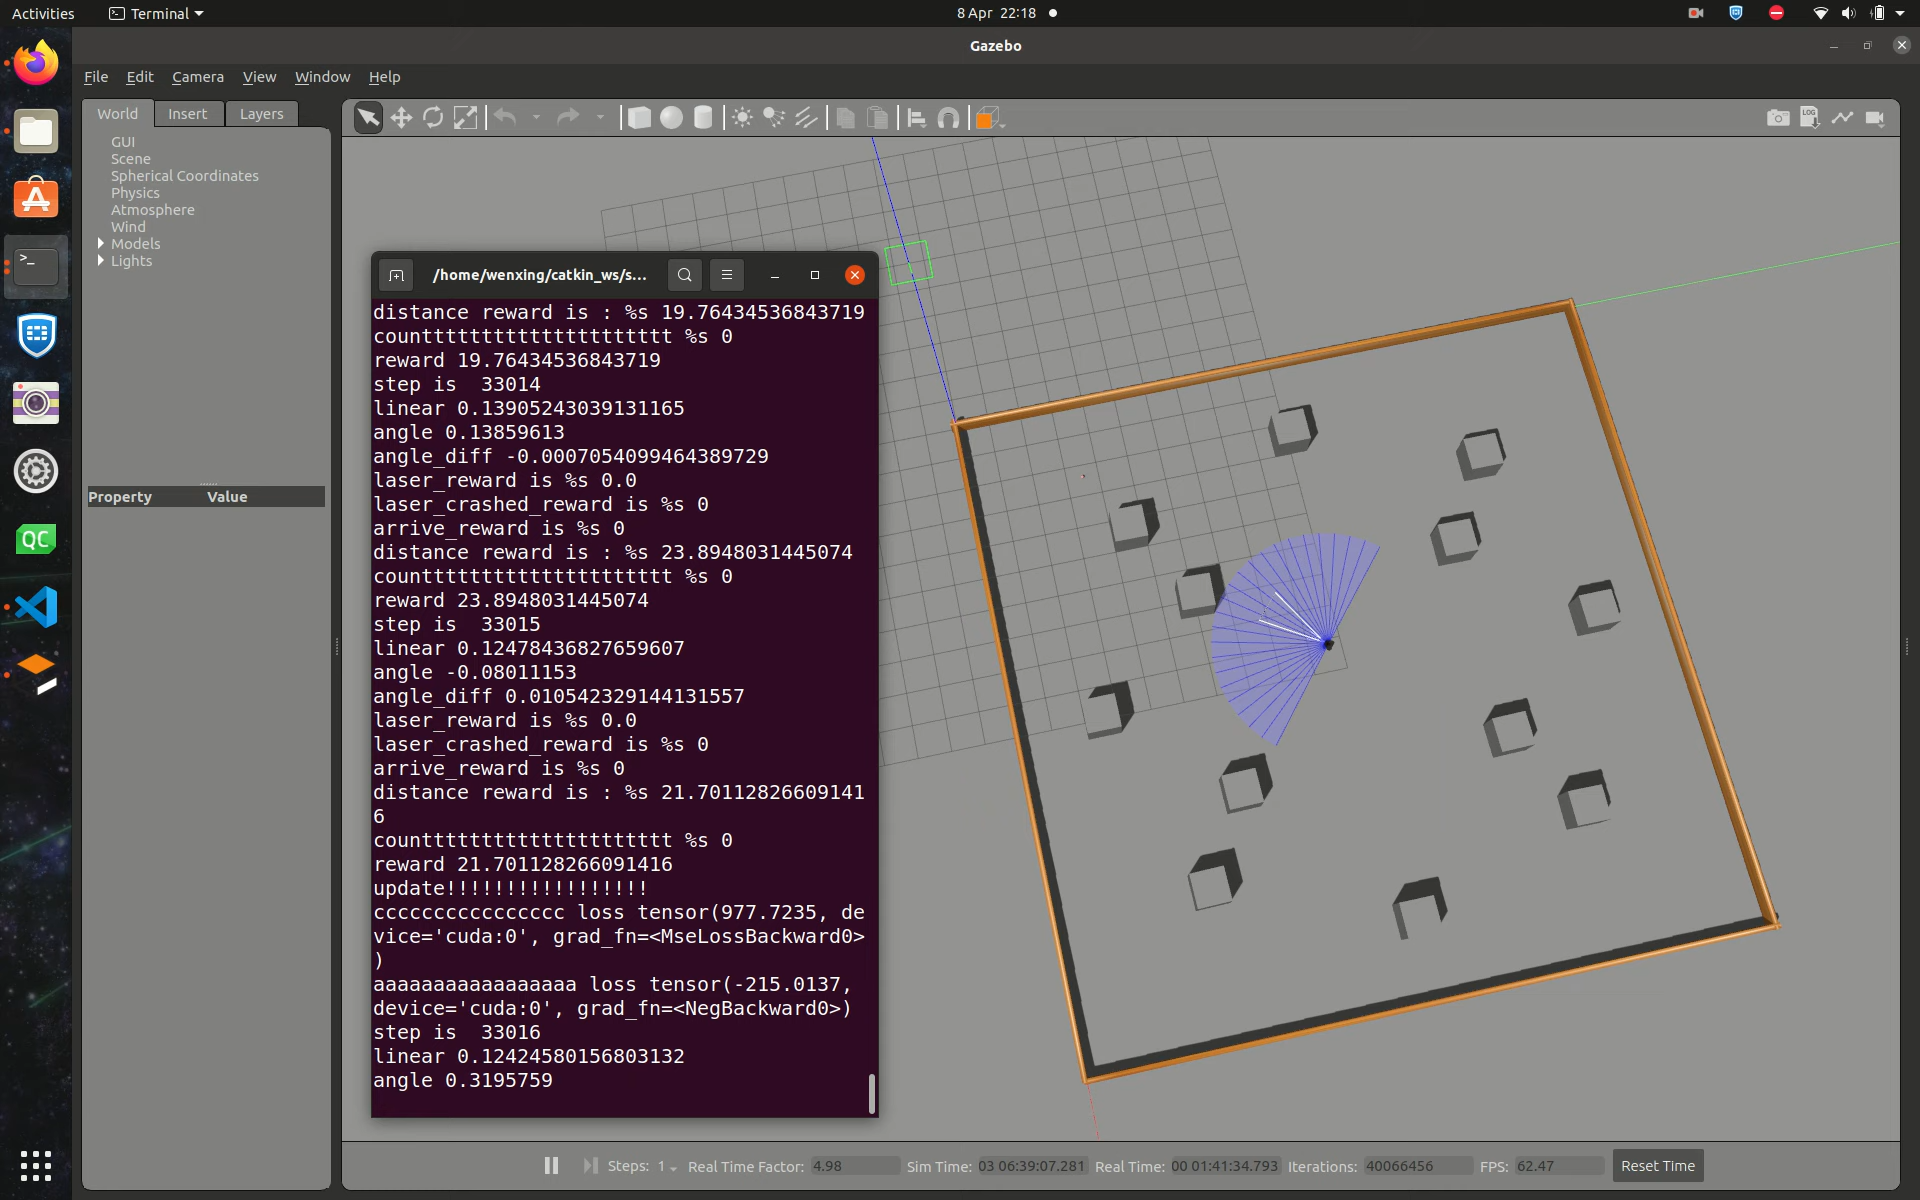 Activities
Terminal
8 Apr 22:18
Gazebo
File Edit Camera View Window Help
World Insert Layers
GUI
Scene
Spherical Coordinates
Physics
Atmosphere
Wind
Models
Lights
Property Value
LOG
QC
/home/wenxing/catkin_ws/s...
distance reward is : %s 19.76434536843719
counttttttttttttttttttttt %s 0
reward 19.76434536843719
step is  33014
linear 0.13905243039131165
angle 0.13859613
angle_diff -0.0007054099464389729
laser_reward is %s 0.0
laser_crashed_reward is %s 0
arrive_reward is %s 0
distance reward is : %s 23.8948031445074
counttttttttttttttttttttt %s 0
reward 23.8948031445074
step is  33015
linear 0.12478436827659607
angle -0.08011153
angle_diff 0.010542329144131557
laser_reward is %s 0.0
laser_crashed_reward is %s 0
arrive_reward is %s 0
distance reward is : %s 21.70112826609141
6
counttttttttttttttttttttt %s 0
reward 21.701128266091416
update!!!!!!!!!!!!!!!!!
cccccccccccccccc loss tensor(977.7235, de
vice='cuda:0', grad_fn=<MseLossBackward0>
)
aaaaaaaaaaaaaaaaa loss tensor(-215.0137,
device='cuda:0', grad_fn=<NegBackward0>)
step is  33016
linear 0.12424580156803132
angle 0.3195759
Steps: 1 Real Time Factor: 4.98 Sim Time: 03 06:39:07.281 Real Time: 00 01:41:34.793 Iterations: 40066456 FPS: 62.47 Reset Time